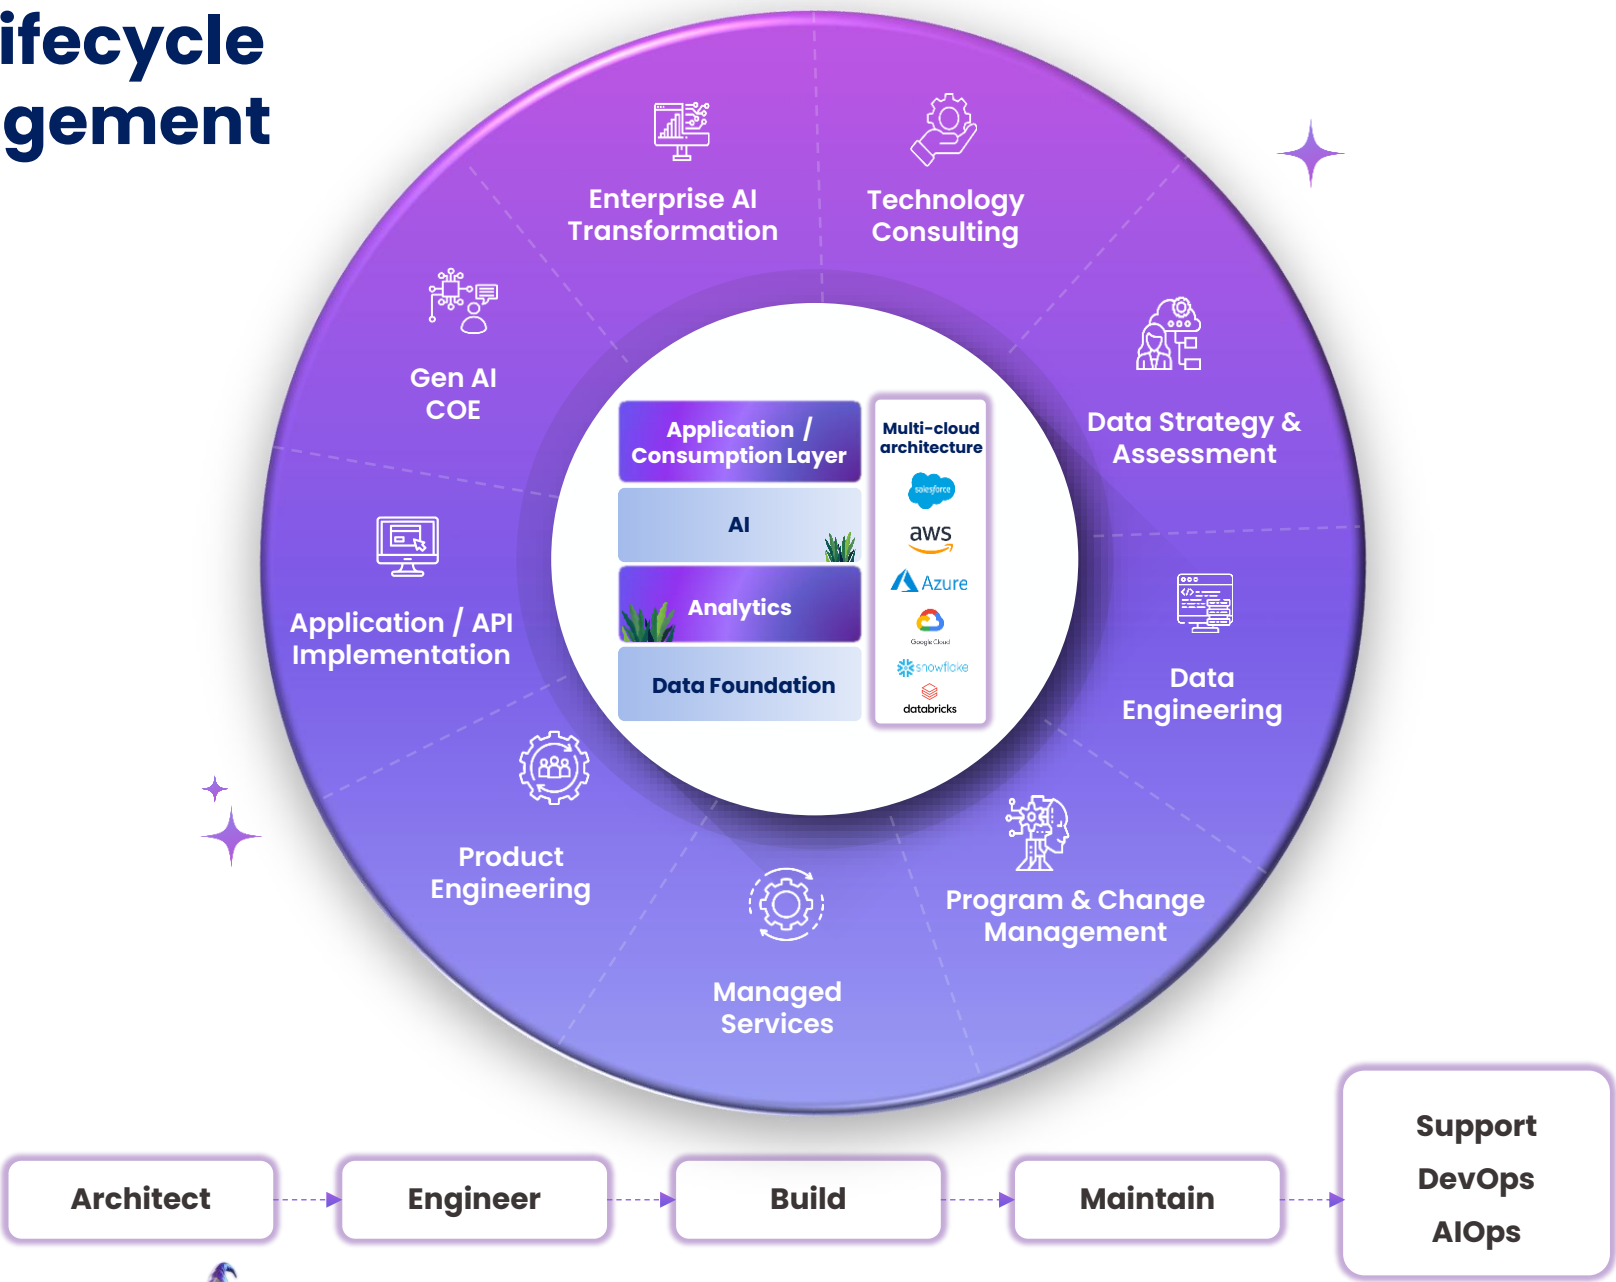 ifecycle
gement
Enterprise AI
Transformation
Technology
Consulting
Gen AI
COE
Data Strategy &
Assessment
Application / API
Implementation
Data
Engineering
Product
Engineering
Program & Change
Management
Managed
Services
Application /
Consumption Layer
AI
Analytics
Data Foundation
Multi-cloud
architecture
salesforce
aws
Azure
Google Cloud
snowflake
databricks
Architect
Engineer
Build
Maintain
Support
DevOps
AIOps